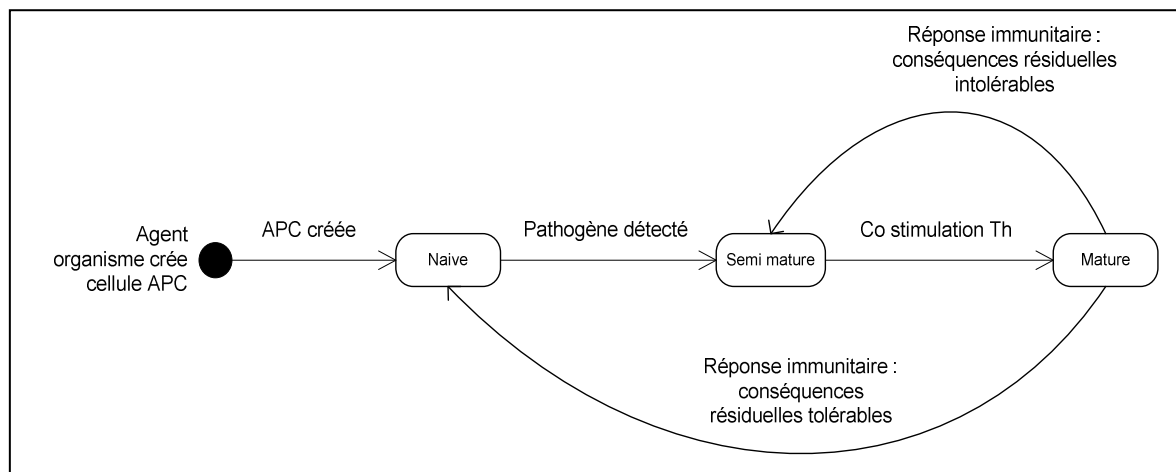 Réponse immunitaire :
conséquences résiduelles
intolérables
Agent
organisme crée
cellule APC
APC créée
Naive
Pathogène détecté
Semi mature
Co stimulation Th
Mature
Réponse immunitaire :
conséquences
résiduelles tolérables